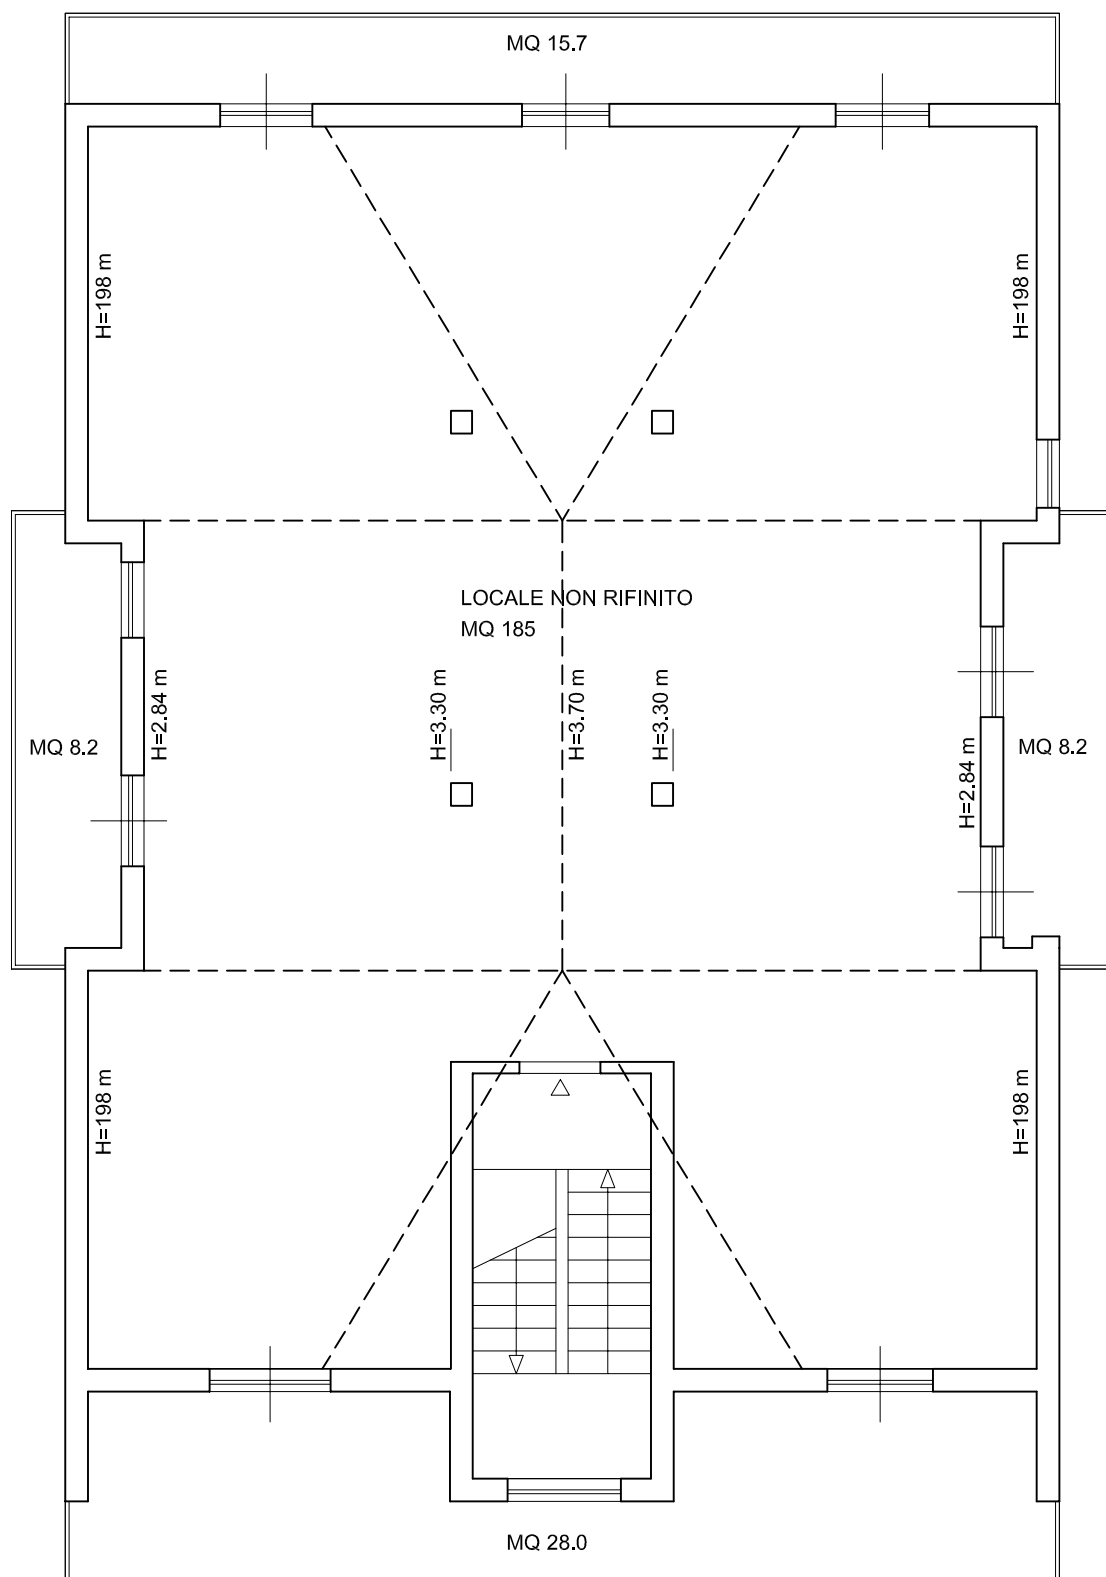 MQ 15.7
H=198 m
H=198 m
LOCALE NON RIFINITO
MQ 185
H=2.84 m
H=3.30 m
H=3.70 m
H=3.30 m
MQ 8.2
MQ 8.2
H=2.84 m
H=198 m
H=198 m
MQ 28.0